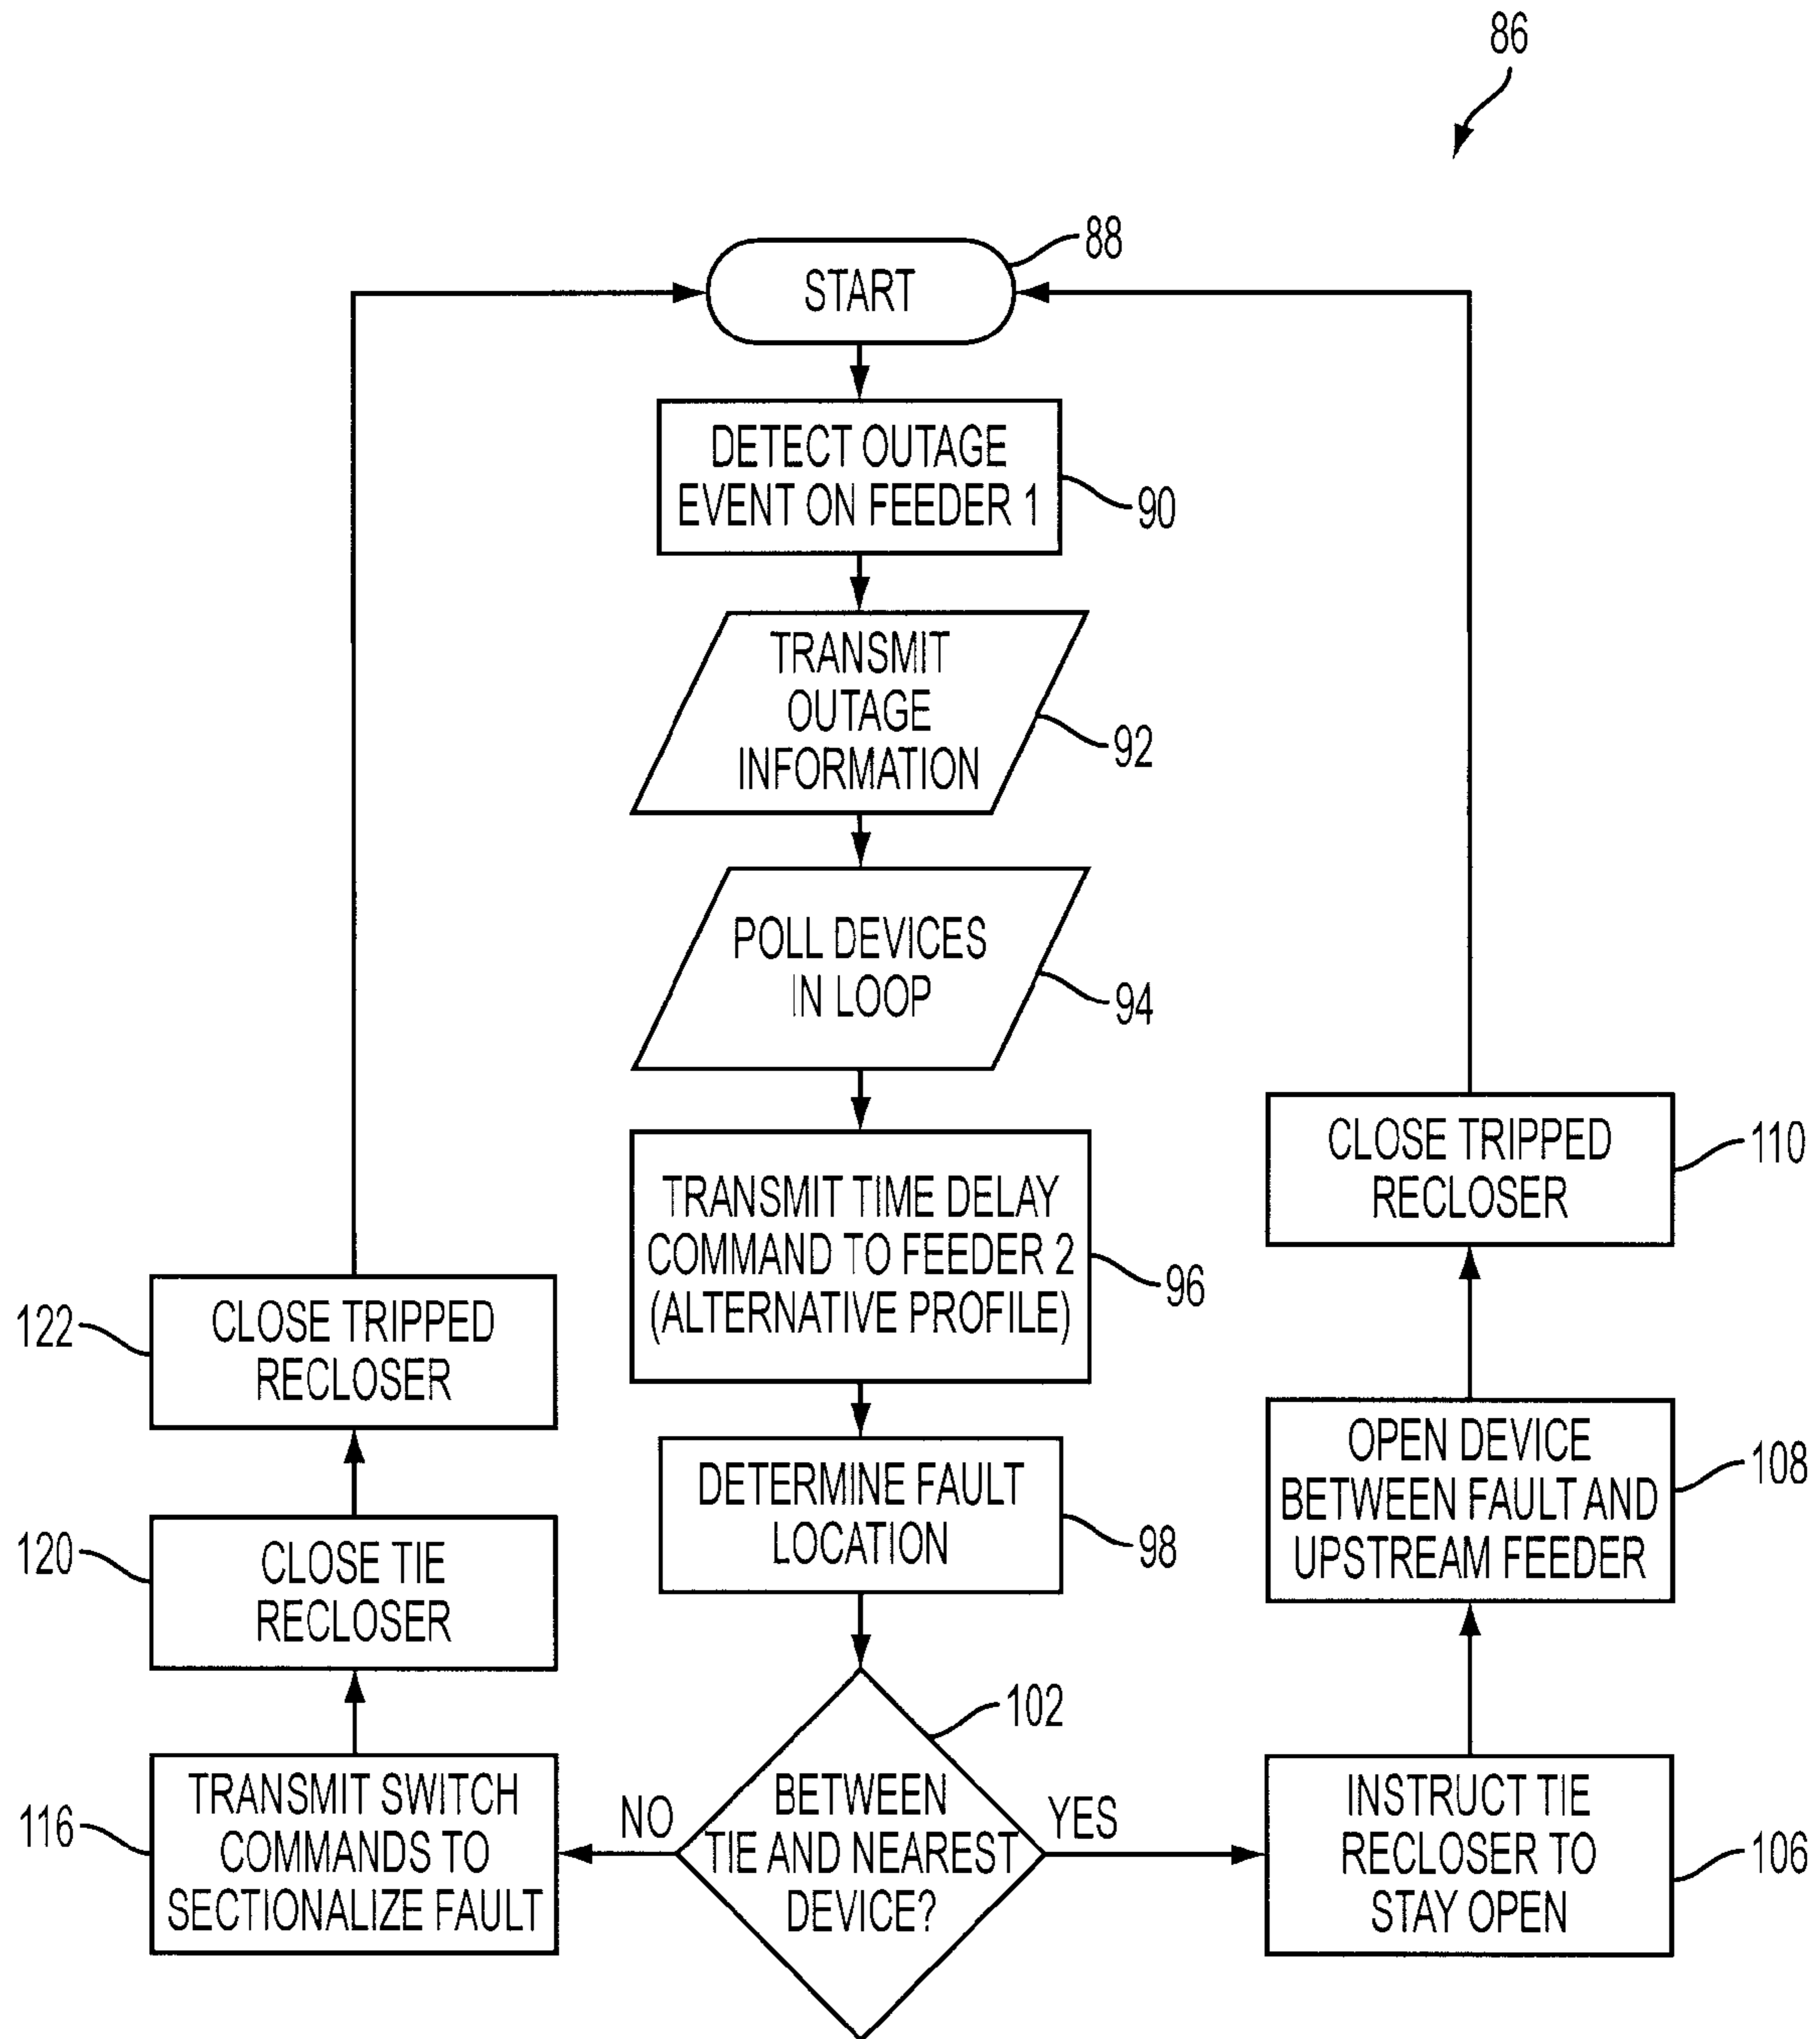 86
START
88
DETECT OUTAGE
EVENT ON FEEDER 1
90
TRANSMIT
OUTAGE
INFORMATION
92
POLL DEVICES
IN LOOP
94
TRANSMIT TIME DELAY
COMMAND TO FEEDER 2
(ALTERNATIVE PROFILE)
96
DETERMINE FAULT
LOCATION
98
BETWEEN
TIE AND NEAREST
DEVICE?
102
YES
INSTRUCT TIE
RECLOSER TO
STAY OPEN
106
OPEN DEVICE
BETWEEN FAULT AND
UPSTREAM FEEDER
108
CLOSE TRIPPED
RECLOSER
110
NO
TRANSMIT SWITCH
COMMANDS TO
SECTIONALIZE FAULT
116
CLOSE TIE
RECLOSER
120
CLOSE TRIPPED
RECLOSER
122